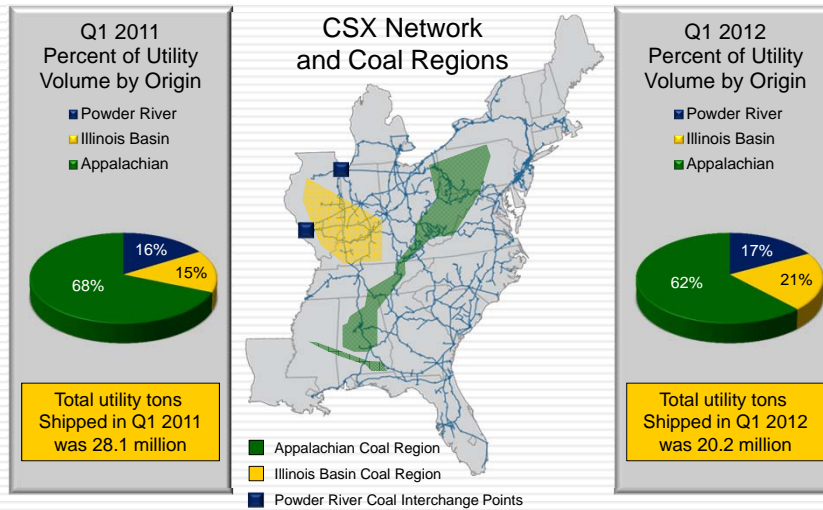 Q1 2011
Percent of Utility
Volume by Origin
Powder River
Illinois Basin
Appalachian
16%
15%
68%
Total utility tons
Shipped in Q1 2011
was 28.1 million
CSX Network
and Coal Regions
Appalachian Coal Region
Illinois Basin Coal Region
Powder River Coal Interchange Points
Q1 2012
Percent of Utility
Volume by Origin
Powder River
Illinois Basin
Appalachian
17%
21%
62%
Total utility tons
Shipped in Q1 2012
was 20.2 million